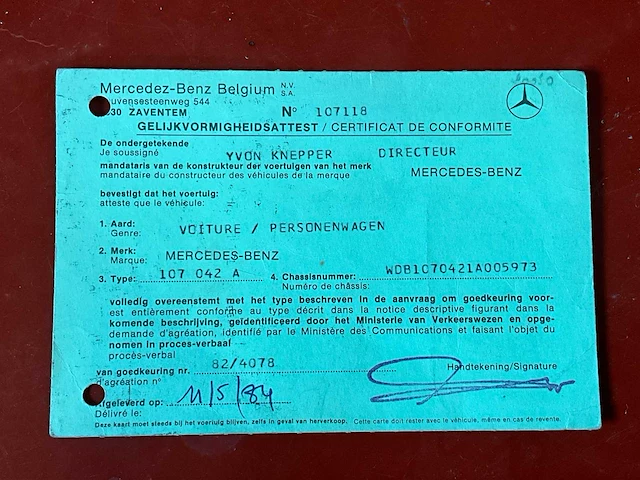 Mercedez-Benz Belgium N.V. S.A.
uvensesteenweg 544
30 ZAVENTEM Nº 107118
GELIJKVORMIGHEIDSATTEST / CERTIFICAT DE CONFORMITE
De ondergetekende
Je soussigné YVON KNEPPER DIRECTEUR
mandataris van de konstrukteur der voertuigen van het merk
mandataire du constructeur des véhicules de la marque MERCEDES-BENZ
bevestigt dat het voertuig:
atteste que le véhicule:
1. Aard:
Genre: VOITURE / PERSONENWAGEN
2. Merk:
Marque: MERCEDES-BENZ
3. Type: 107 042 A 4. Chassisnummer: WDB1070421A005973
Numéro de châssis:
volledig overeenstemt met het type beschreven in de aanvraag om goedkeuring voor-
est entièrement conforme au type décrit dans la notice descriptive figurant dans la
komende beschrijving, geïdentificeerd door het Ministerie van Verkeerswezen en opge-
demande d'agréation, identifié par le Ministère des Communications et faisant l'objet du
nomen in proces-verbaal
procès-verbal
van goedkeuring nr. 82/4078
d'agréation nº Handtekening/Signature
Afgeleverd op: 11/5/84
Délivré le:
Deze kaart moet steeds bij het voertuig blijven, zelfs in geval van herverkoop. Cette carte doit rester avec le véhicule, même en cas de revente.